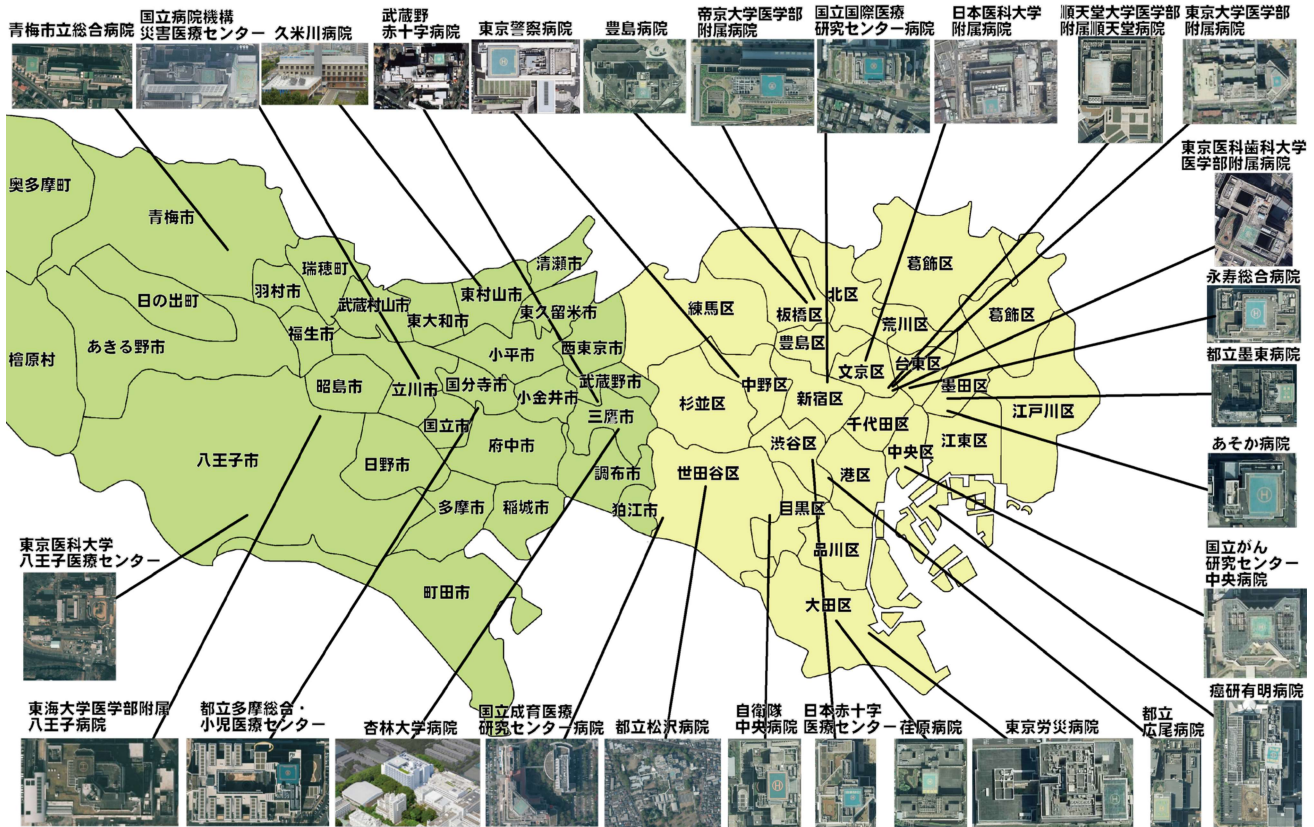 青梅市立総合病院
国立病院機構
災害医療センター
久米川病院
武蔵野
赤十字病院
東京警察病院
豊島病院
帝京大学医学部
附属病院
国立国際医療
研究センター病院
日本医科大学
附属病院
順天堂大学医学部
附属順天堂病院
東京大学医学部
附属病院
東京医科歯科大学
医学部附属病院
永寿総合病院
都立墨東病院
あそか病院
国立がん
研究センター
中央病院
癌研有明病院
奥多摩町
青梅市
瑞穂町
羽村市
日の出町
武蔵村山市
東大和市
東村山市
清瀬市
東久留米市
福生市
あきる野市
檜原村
昭島市
立川市
小平市
西東京市
国分寺市
小金井市
武蔵野市
三鷹市
国立市
府中市
八王子市
日野市
調布市
多摩市
稲城市
狛江市
町田市
練馬区
板橋区
北区
葛飾区
葛飾区
荒川区
豊島区
文京区
台東区
墨田区
中野区
新宿区
杉並区
江戸川区
千代田区
渋谷区
中央区
江東区
世田谷区
港区
目黒区
品川区
大田区
東京医科大学
八王子医療センター
東海大学医学部附属
八王子病院
都立多摩総合・
小児医療センター
杏林大学病院
国立成育医療
研究センター病院
都立松沢病院
自衛隊
中央病院
日本赤十字
医療センター
荏原病院
東京労災病院
都立
広尾病院